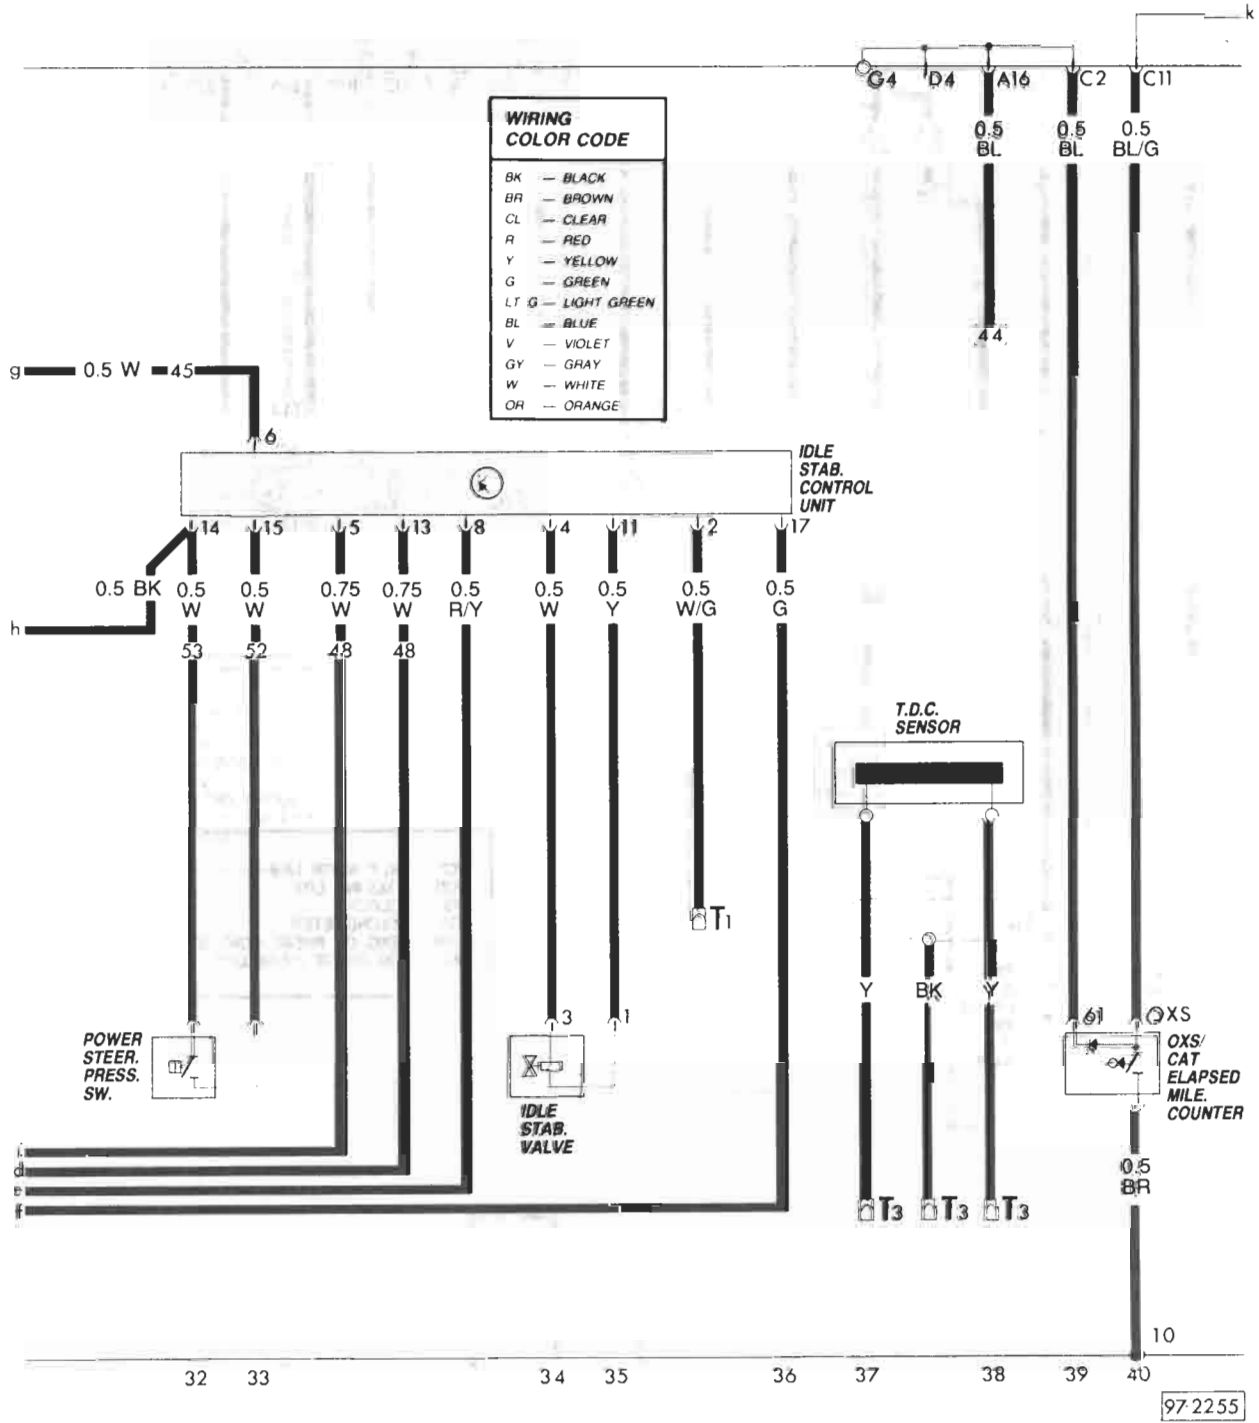 k
G4 D4 A16 C2 C11
0.5 0.5 0.5
BL BL BL/G
WIRING
COLOR CODE
BK — BLACK
BR — BROWN
CL — CLEAR
R — RED
Y — YELLOW
G — GREEN
LT G — LIGHT GREEN
BL — BLUE
V — VIOLET
GY — GRAY
W — WHITE
OR — ORANGE
44
g 0.5 W 45
6
IDLE
STAB.
CONTROL
UNIT
14 15 5 13 8 4 11 2 17
0.5 BK 0.5 0.5 0.75 0.75 0.5 0.5 0.5 0.5 0.5
W W W W R/Y W Y W/G G
h
53 52 48 48
T.D.C.
SENSOR
T1
Y BK Y
3 1 61 OXS
POWER
STEER.
PRESS.
SW.
IDLE
STAB.
VALVE
OXS/
CAT
ELAPSED
MILE.
COUNTER
i
d
e
f
0.5
BR
T3 T3 T3
10
32 33 34 35 36 37 38 39 40
97-2255